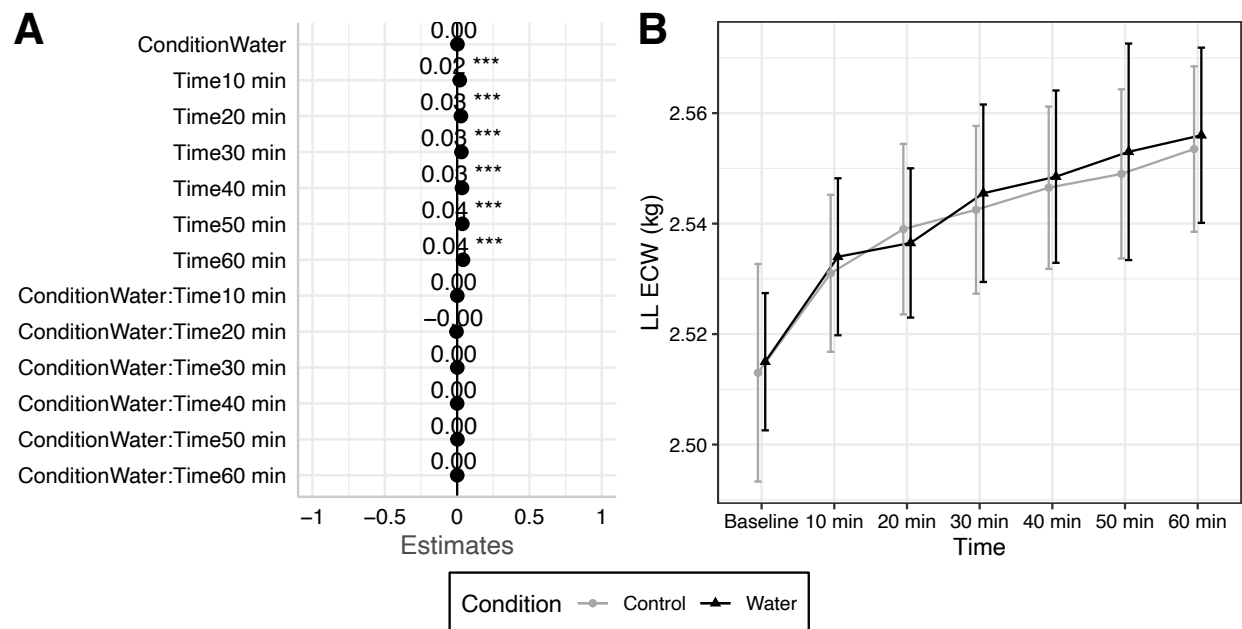 A
ConditionWater
Time10 min
Time20 min
Time30 min
Time40 min
Time50 min
Time60 min
ConditionWater:Time10 min
ConditionWater:Time20 min
ConditionWater:Time30 min
ConditionWater:Time40 min
ConditionWater:Time50 min
ConditionWater:Time60 min
0.00
0.02 ***
0.03 ***
0.03 ***
0.03 ***
0.04 ***
0.04 ***
0.00
−0.00
0.00
0.00
0.00
0.00
−1 −0.5 0 0.5 1
Estimates
B
LL ECW (kg)
2.56
2.54
2.52
2.50
Baseline 10 min 20 min 30 min 40 min 50 min 60 min
Time
Condition Control Water